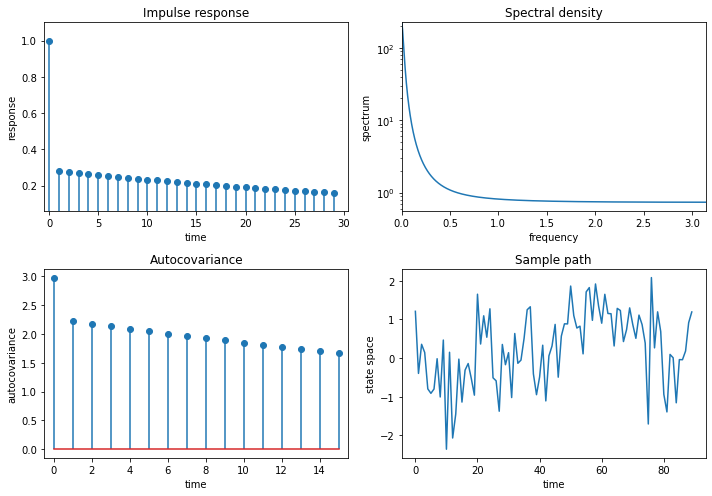 Impulse response
response
1.0
0.8
0.6
0.4
0.2
0 5 10 15 20 25 30
time
Spectral density
spectrum
10²
10¹
10⁰
0.0 0.5 1.0 1.5 2.0 2.5 3.0
frequency
Autocovariance
autocovariance
3.0
2.5
2.0
1.5
1.0
0.5
0.0
0 2 4 6 8 10 12 14
time
Sample path
state space
2
1
0
−1
−2
0 20 40 60 80
time